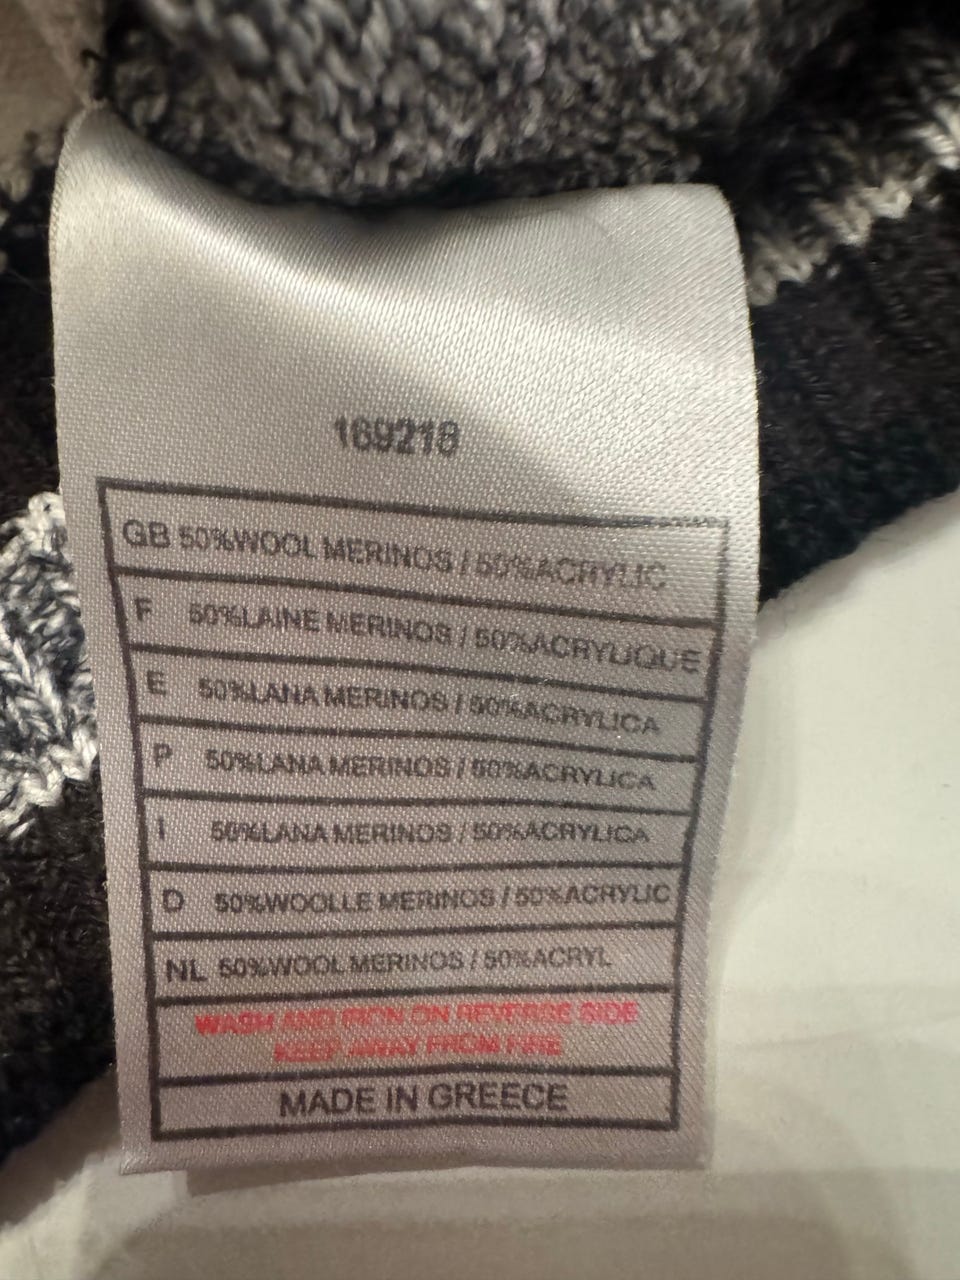 169218
GB 50%WOOL MERINOS / 50%ACRYLIC
F 50%LAINE MERINOS / 50%ACRYLIQUE
E 50%LANA MERINOS / 50%ACRYLICA
P 50%LANA MERINOS / 50%ACRYLICA
I 50%LANA MERINOS / 50%ACRYLICA
D 50%WOOLLE MERINOS / 50%ACRYLIC
NL 50%WOOL MERINOS / 50%ACRYL
WASH AND IRON ON REVERSE SIDE
KEEP AWAY FROM FIRE
MADE IN GREECE